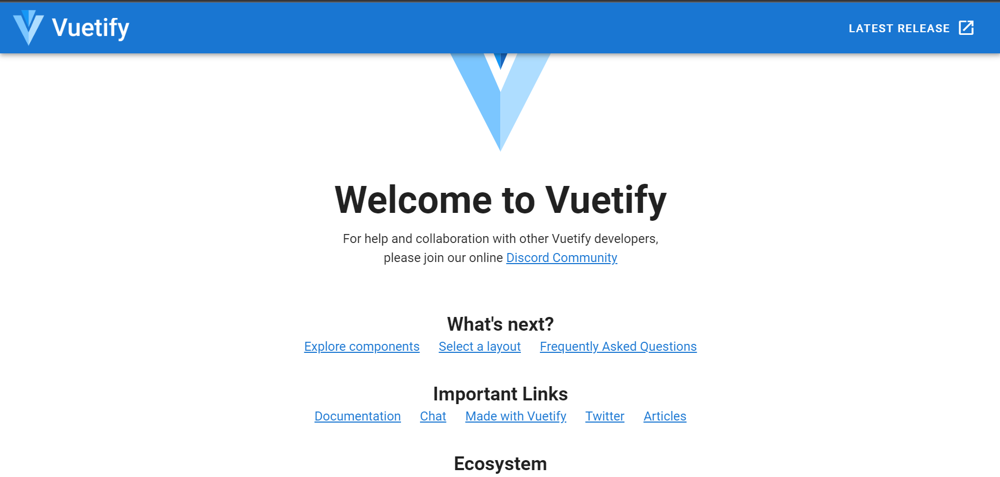 Vuetify
LATEST RELEASE
Welcome to Vuetify
For help and collaboration with other Vuetify developers,
please join our online Discord Community
What's next?
Explore components Select a layout Frequently Asked Questions
Important Links
Documentation Chat Made with Vuetify Twitter Articles
Ecosystem